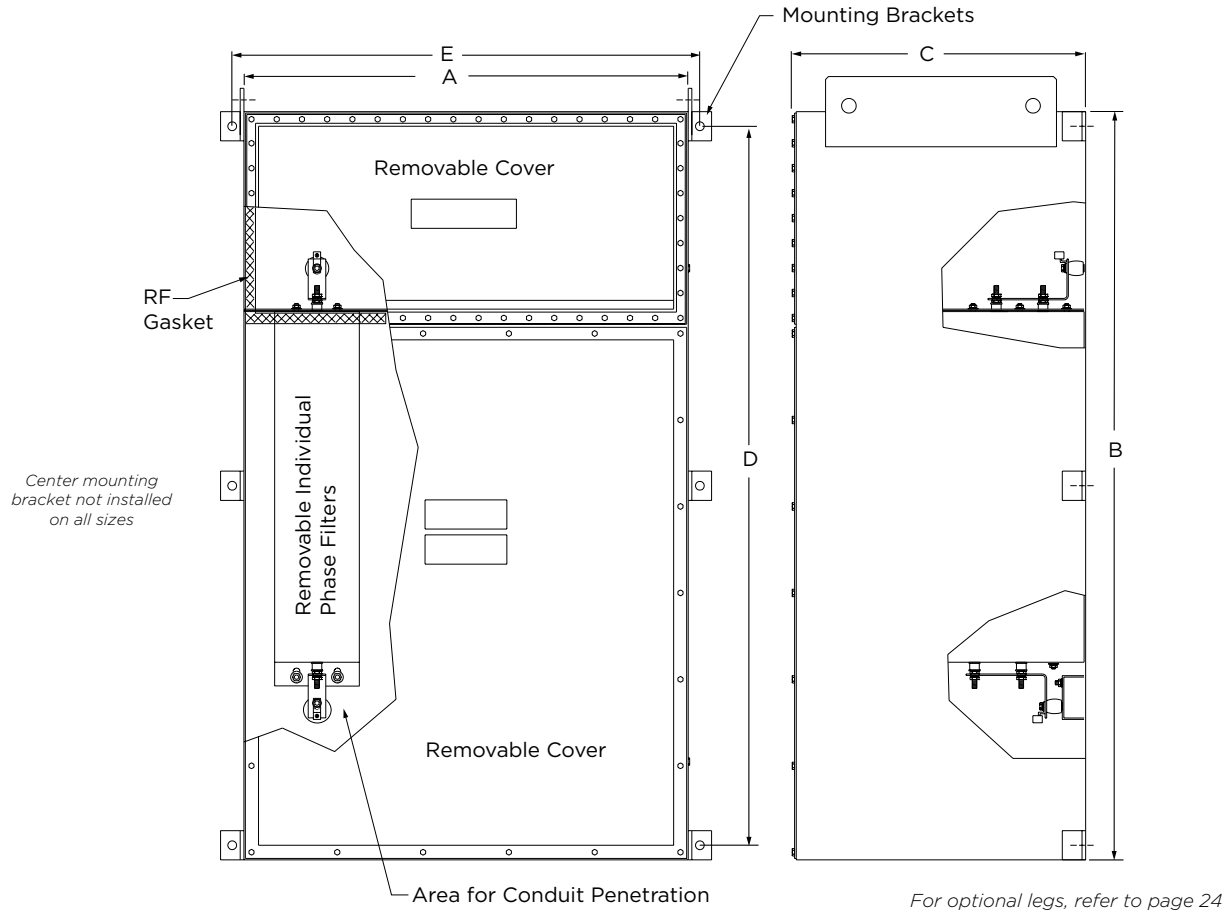 Mounting Brackets
E
A
C
Removable Cover
RF
Gasket
D
B
Removable Individual
Phase Filters
Center mounting
bracket not installed
on all sizes
Removable Cover
Area for Conduit Penetration
For optional legs, refer to page 24